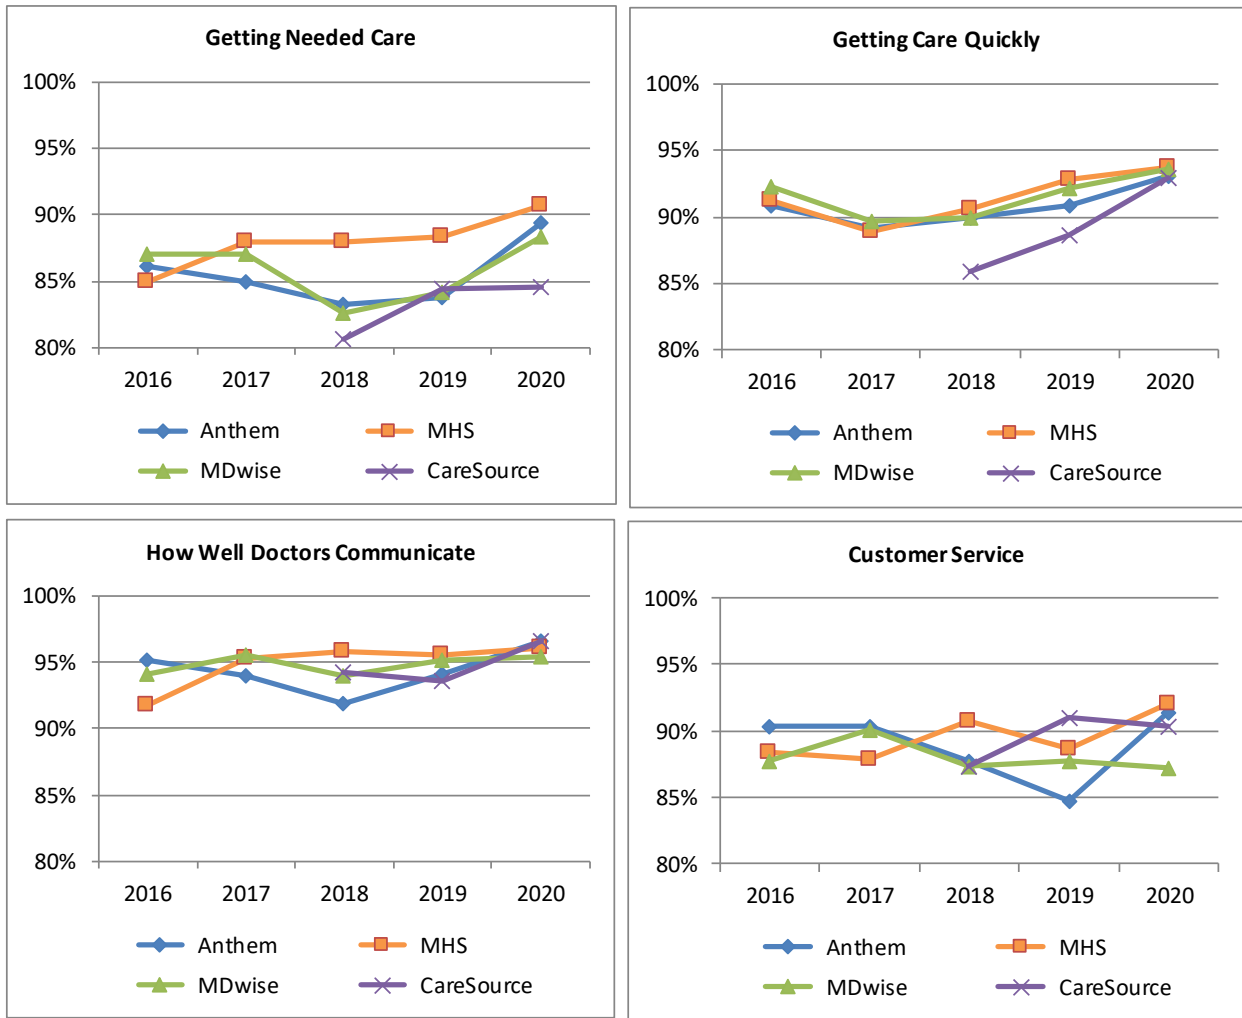 Getting Needed Care
100%
95%
90%
85%
80%
2016 2017 2018 2019 2020
Anthem MHS
MDwise CareSource
Getting Care Quickly
100%
95%
90%
85%
80%
2016 2017 2018 2019 2020
Anthem MHS
MDwise CareSource
How Well Doctors Communicate
100%
95%
90%
85%
80%
2016 2017 2018 2019 2020
Anthem MHS
MDwise CareSource
Customer Service
100%
95%
90%
85%
80%
2016 2017 2018 2019 2020
Anthem MHS
MDwise CareSource